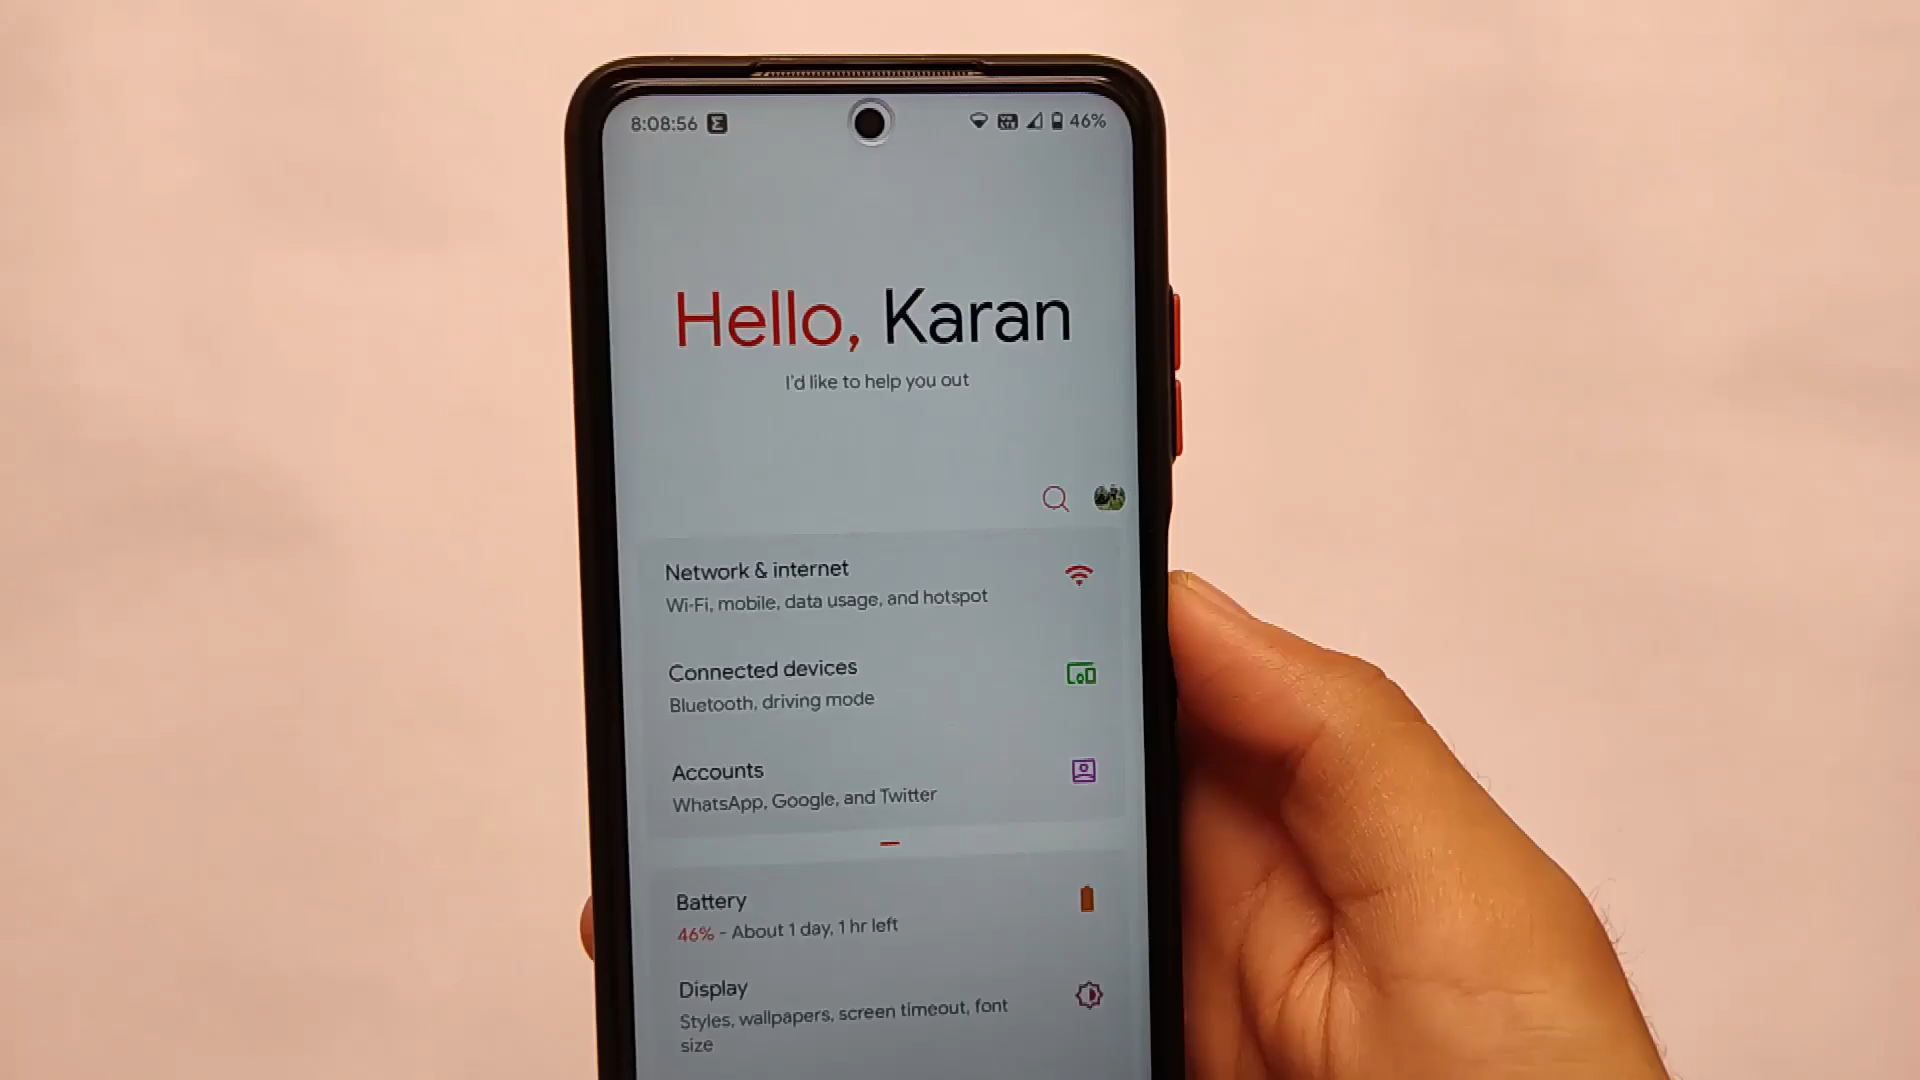 8:08:56 Σ 46%
Hello, Karan
I'd like to help you out
Network & internet
Wi-Fi, mobile, data usage, and hotspot
Connected devices
Bluetooth, driving mode
Accounts
WhatsApp, Google, and Twitter
Battery
46% - About 1 day, 1 hr left
Display
Styles, wallpapers, screen timeout, font
size